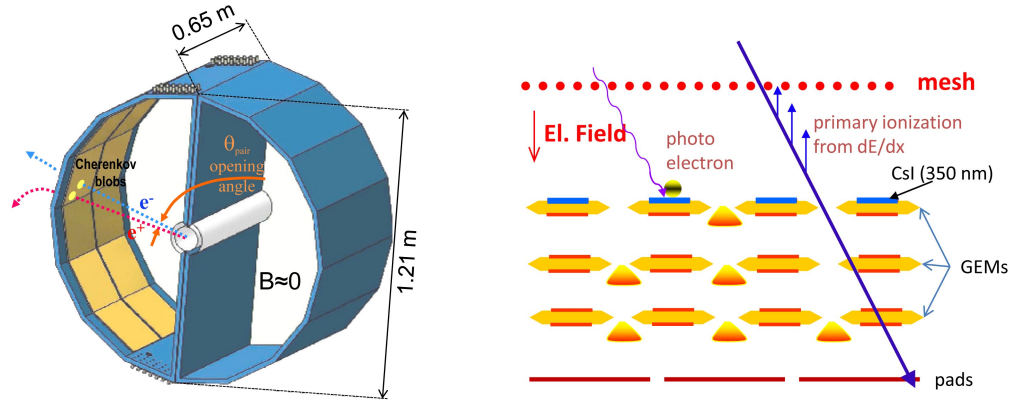 0.65 m
θpair
opening
angle
Cherenkov
blobs
e-
e+
B≈0
1.21 m
mesh
El. Field
photo
electron
primary ionization
from dE/dx
CsI (350 nm)
GEMs
pads